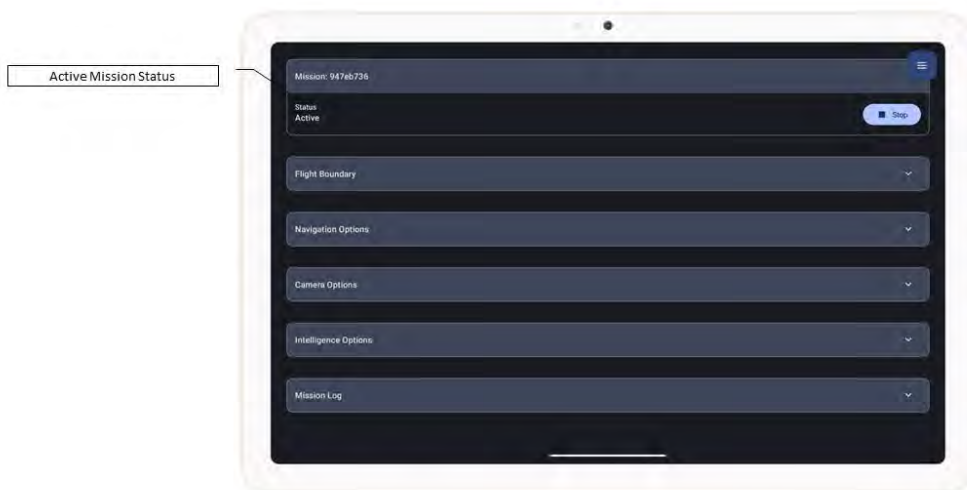 Active Mission Status
Mission: 947eb736
Status
Active
Stop
Flight Boundary
Navigation Options
Camera Options
Intelligence Options
Mission Log